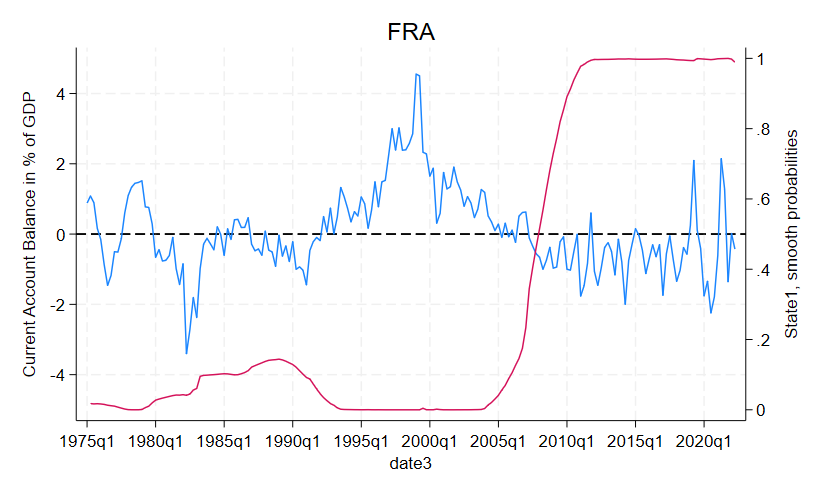 FRA
Current Account Balance in % of GDP
4
2
0
-2
-4
1
.8
.6
.4
.2
0
State1, smooth probabilities
1975q1 1980q1 1985q1 1990q1 1995q1 2000q1 2005q1 2010q1 2015q1 2020q1
date3